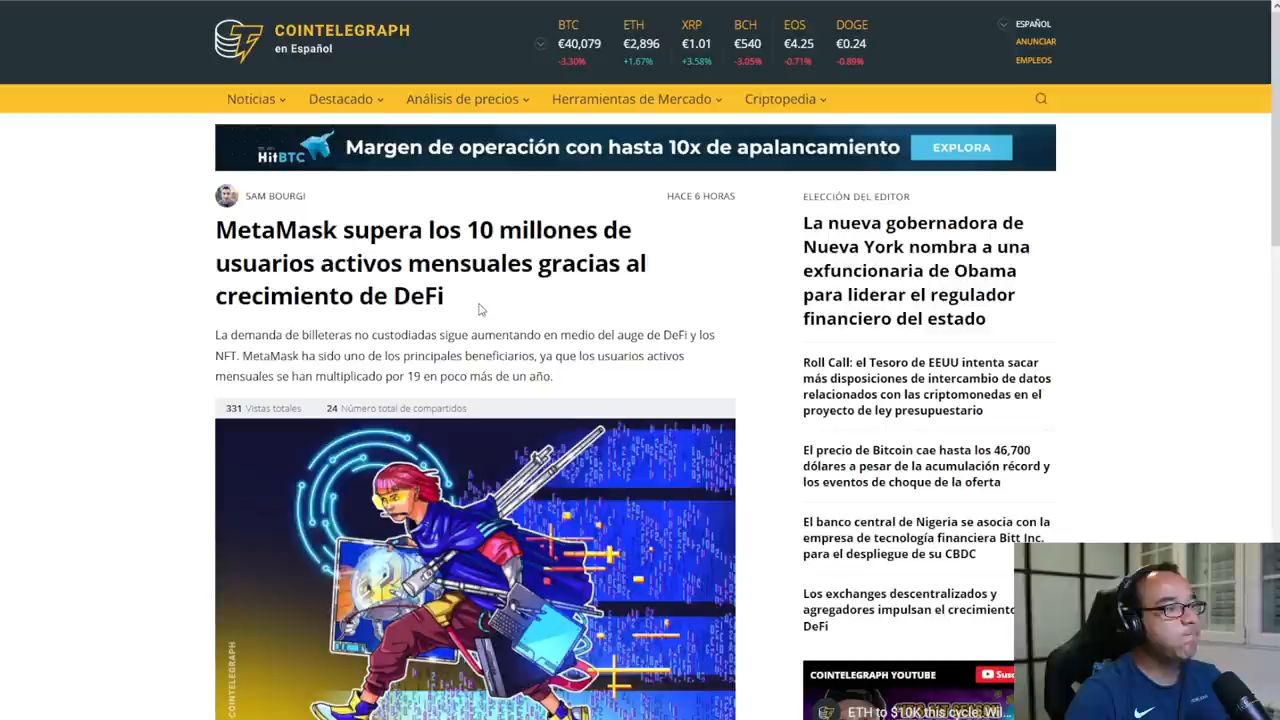 COINTELEGRAPH
en Español
BTC ETH XRP BCH EOS DOGE
€40,079 €2,896 €1.01 €540 €4.25 €0.24
-3.30% +1.67% +3.58% -3.05% -0.71% -0.89%
ESPAÑOL
ANUNCIAR
EMPLEOS
Noticias Destacado Análisis de precios Herramientas de Mercado Criptopedia
HitBTC Margen de operación con hasta 10x de apalancamiento EXPLORA
SAM BOURGI HACE 6 HORAS
MetaMask supera los 10 millones de
usuarios activos mensuales gracias al
crecimiento de DeFi
La demanda de billeteras no custodiadas sigue aumentando en medio del auge de DeFi y los
NFT. MetaMask ha sido uno de los principales beneficiarios, ya que los usuarios activos
mensuales se han multiplicado por 19 en poco más de un año.
331 Vistas totales 24 Número total de compartidos
COINTELEGRAPH
ELECCIÓN DEL EDITOR
La nueva gobernadora de
Nueva York nombra a una
exfuncionaria de Obama
para liderar el regulador
financiero del estado
Roll Call: el Tesoro de EEUU intenta sacar
más disposiciones de intercambio de datos
relacionados con las criptomonedas en el
proyecto de ley presupuestario
El precio de Bitcoin cae hasta los 46,700
dólares a pesar de la acumulación récord y
los eventos de choque de la oferta
El banco central de Nigeria se asocia con la
empresa de tecnología financiera Bitt Inc.
para el despliegue de su CBDC
Los exchanges descentralizados y
agregadores impulsan el crecimiento
DeFi
COINTELEGRAPH YOUTUBE
ETH to $10K this cycle: Wil...